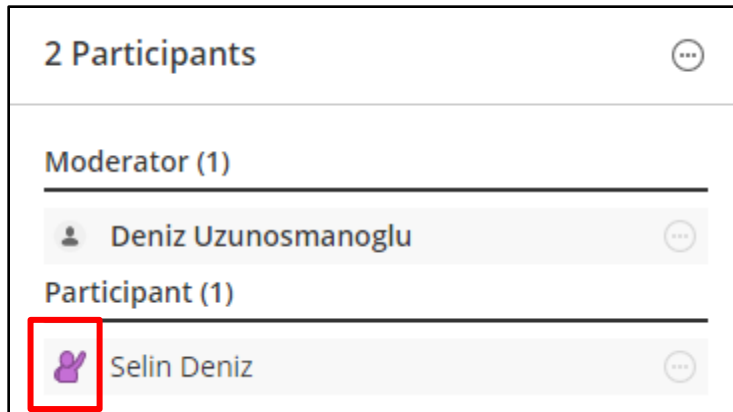 2 Participants
Moderator (1)
Deniz Uzunosmanoglu
Participant (1)
Selin Deniz